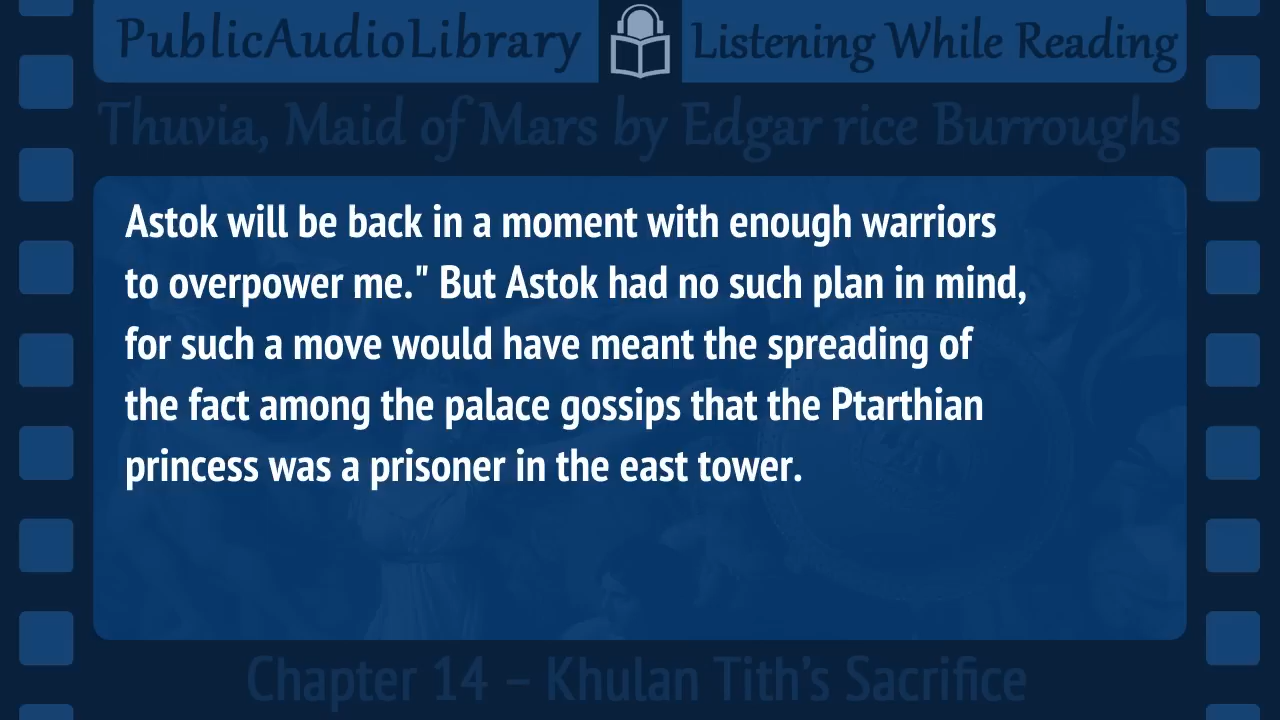 PublicAudioLibrary Listening While Reading
Thuvia, Maid of Mars by Edgar rice Burroughs
Astok will be back in a moment with enough warriors
to overpower me." But Astok had no such plan in mind,
for such a move would have meant the spreading of
the fact among the palace gossips that the Ptarthian
princess was a prisoner in the east tower.
Chapter 14 – Khulan Tith's Sacrifice